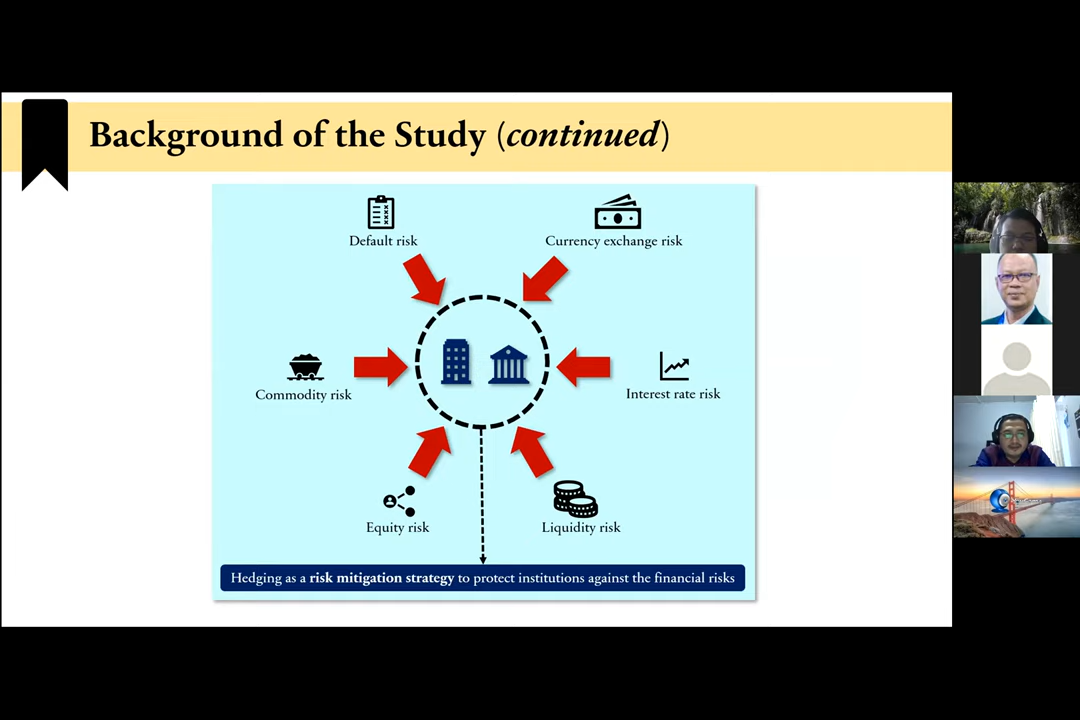 Background of the Study (continued)
Default risk
Currency exchange risk
Commodity risk
Interest rate risk
Equity risk
Liquidity risk
Hedging as a risk mitigation strategy to protect institutions against the financial risks